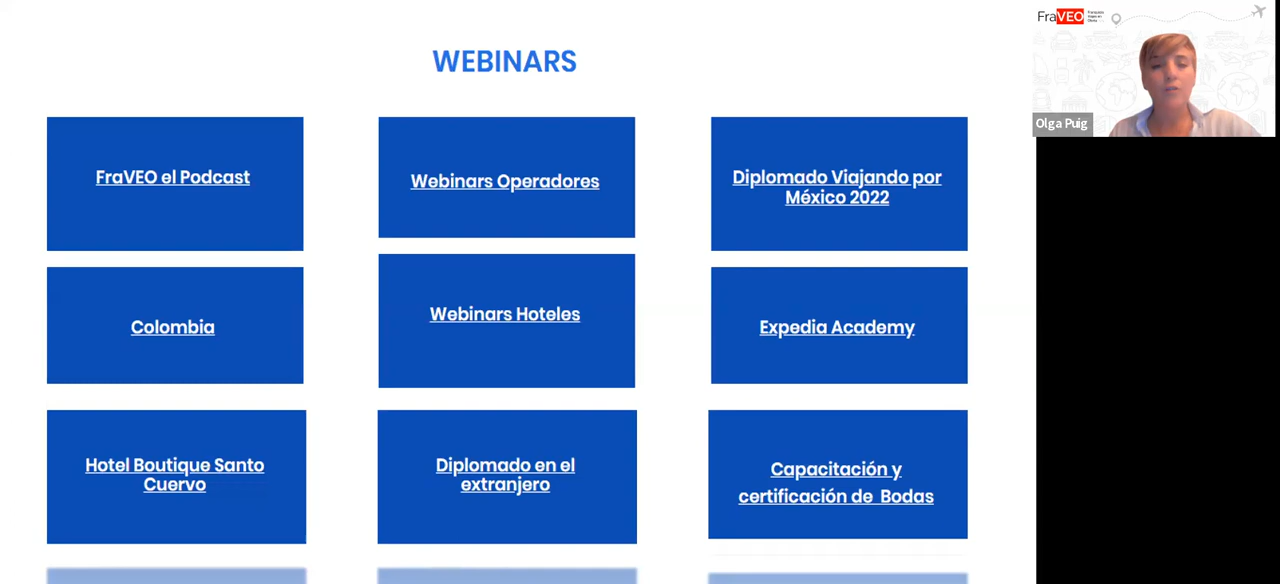 WEBINARS
FraVEO el Podcast
Webinars Operadores
Diplomado Viajando por
México 2022
Colombia
Webinars Hoteles
Expedia Academy
Hotel Boutique Santo
Cuervo
Diplomado en el
extranjero
Capacitación y
certificación de Bodas
FraVEO
Olga Puig